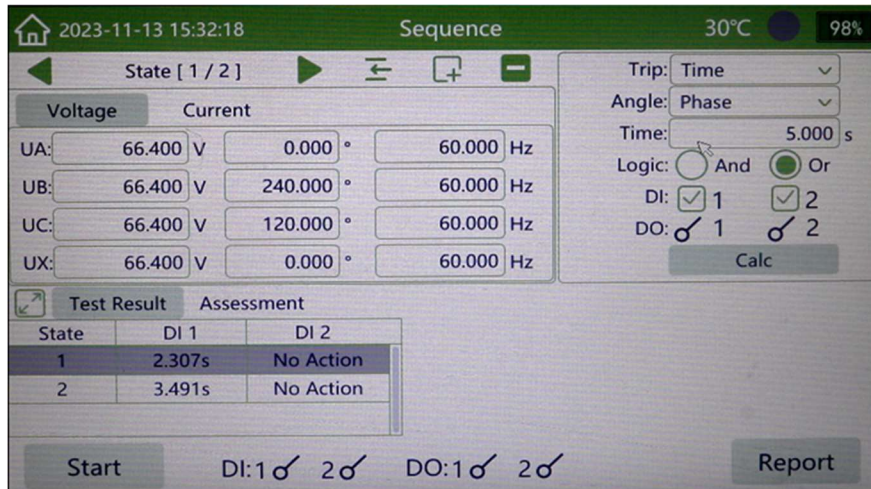 2023-11-13 15:32:18 Sequence 30℃ 98%
State [ 1 / 2 ]
Voltage Current
UA: 66.400 V 0.000 ° 60.000 Hz
UB: 66.400 V 240.000 ° 60.000 Hz
UC: 66.400 V 120.000 ° 60.000 Hz
UX: 66.400 V 0.000 ° 60.000 Hz
Trip: Time
Angle: Phase
Time: 5.000 s
Logic: And Or
DI: 1 2
DO: 1 2
Calc
Test Result Assessment
State DI 1 DI 2
1 2.307s No Action
2 3.491s No Action
Start DI:1 2 DO:1 2 Report